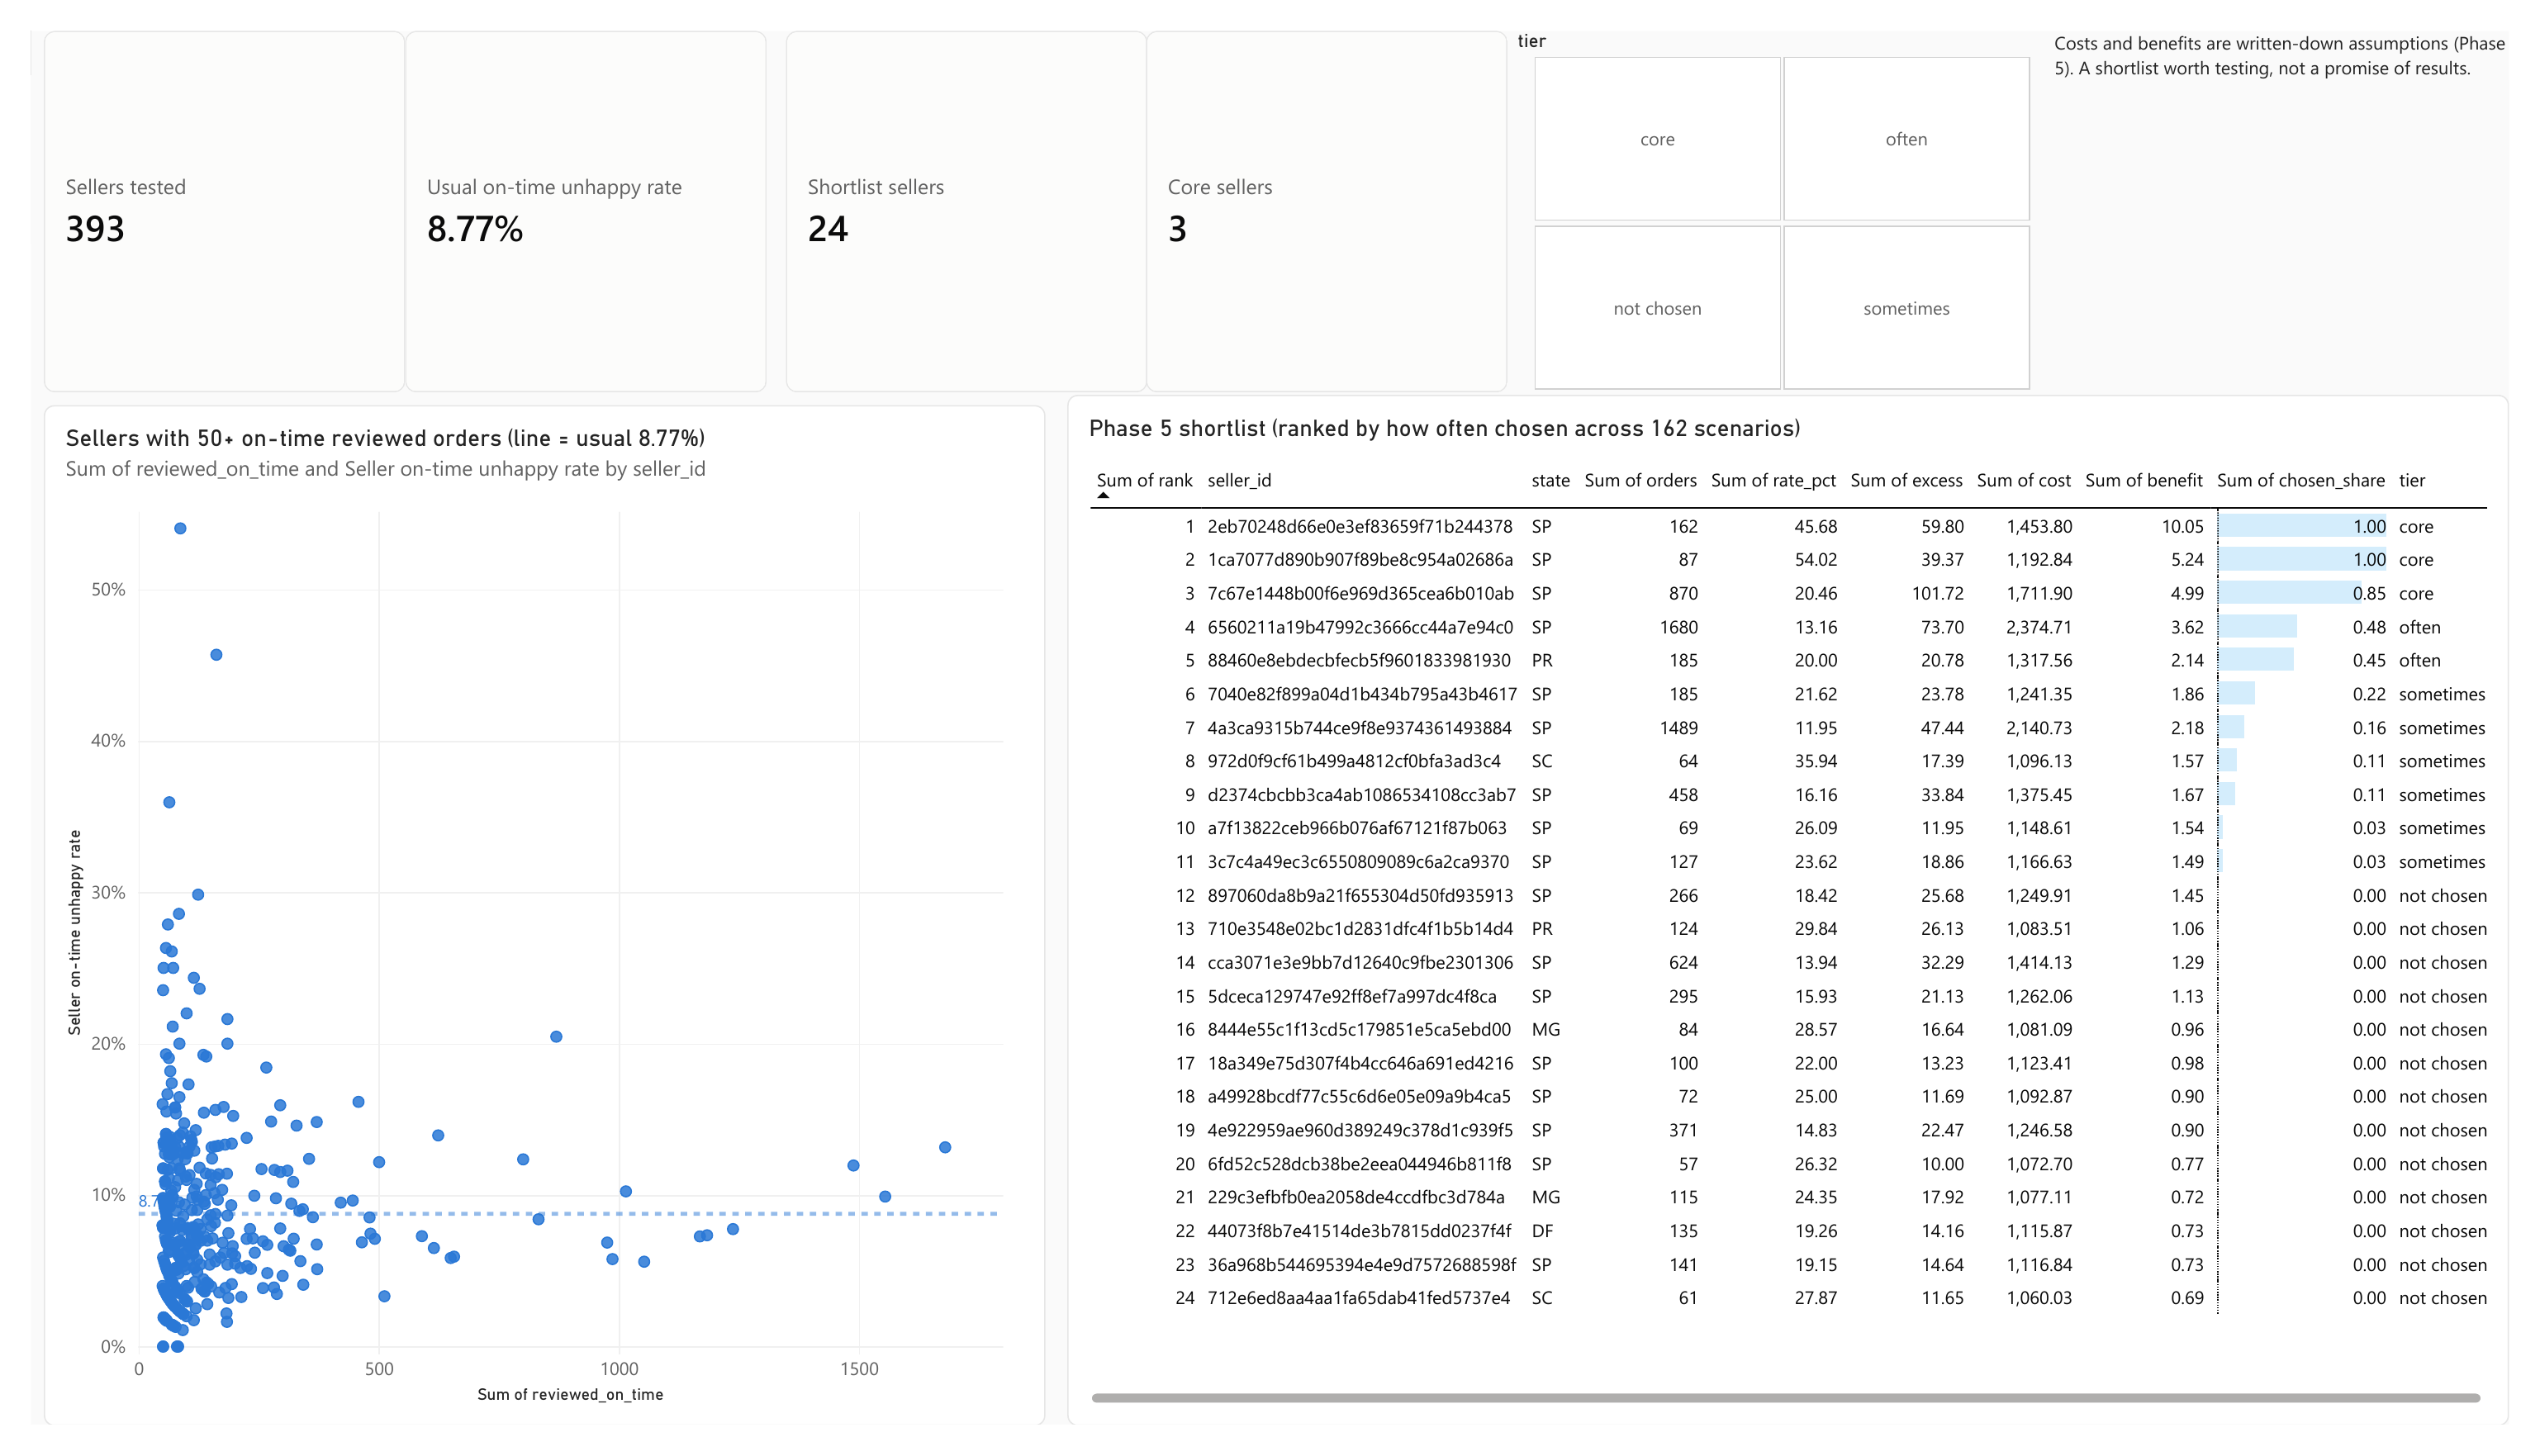 Sellers tested
393
Usual on-time unhappy rate
8.77%
Shortlist sellers
24
Core sellers
3
tier
core
often
not chosen
sometimes
Costs and benefits are written-down assumptions (Phase
5). A shortlist worth testing, not a promise of results.
Sellers with 50+ on-time reviewed orders (line = usual 8.77%)
Sum of reviewed_on_time and Seller on-time unhappy rate by seller_id
Seller on-time unhappy rate
50%
40%
30%
20%
10%
8.7
0%
0 500 1000 1500
Sum of reviewed_on_time
Phase 5 shortlist (ranked by how often chosen across 162 scenarios)
Sum of rank seller_id state Sum of orders Sum of rate_pct Sum of excess Sum of cost Sum of benefit Sum of chosen_share tier
1 2eb70248d66e0e3ef83659f71b244378 SP 162 45.68 59.80 1,453.80 10.05 1.00 core
2 1ca7077d890b907f89be8c954a02686a SP 87 54.02 39.37 1,192.84 5.24 1.00 core
3 7c67e1448b00f6e969d365cea6b010ab SP 870 20.46 101.72 1,711.90 4.99 0.85 core
4 6560211a19b47992c3666cc44a7e94c0 SP 1680 13.16 73.70 2,374.71 3.62 0.48 often
5 88460e8ebdecbfecb5f9601833981930 PR 185 20.00 20.78 1,317.56 2.14 0.45 often
6 7040e82f899a04d1b434b795a43b4617 SP 185 21.62 23.78 1,241.35 1.86 0.22 sometimes
7 4a3ca9315b744ce9f8e9374361493884 SP 1489 11.95 47.44 2,140.73 2.18 0.16 sometimes
8 972d0f9cf61b499a4812cf0bfa3ad3c4 SC 64 35.94 17.39 1,096.13 1.57 0.11 sometimes
9 d2374cbcbb3ca4ab1086534108cc3ab7 SP 458 16.16 33.84 1,375.45 1.67 0.11 sometimes
10 a7f13822ceb966b076af67121f87b063 SP 69 26.09 11.95 1,148.61 1.54 0.03 sometimes
11 3c7c4a49ec3c6550809089c6a2ca9370 SP 127 23.62 18.86 1,166.63 1.49 0.03 sometimes
12 897060da8b9a21f655304d50fd935913 SP 266 18.42 25.68 1,249.91 1.45 0.00 not chosen
13 710e3548e02bc1d2831dfc4f1b5b14d4 PR 124 29.84 26.13 1,083.51 1.06 0.00 not chosen
14 cca3071e3e9bb7d12640c9fbe2301306 SP 624 13.94 32.29 1,414.13 1.29 0.00 not chosen
15 5dceca129747e92ff8ef7a997dc4f8ca SP 295 15.93 21.13 1,262.06 1.13 0.00 not chosen
16 8444e55c1f13cd5c179851e5ca5ebd00 MG 84 28.57 16.64 1,081.09 0.96 0.00 not chosen
17 18a349e75d307f4b4cc646a691ed4216 SP 100 22.00 13.23 1,123.41 0.98 0.00 not chosen
18 a49928bcdf77c55c6d6e05e09a9b4ca5 SP 72 25.00 11.69 1,092.87 0.90 0.00 not chosen
19 4e922959ae960d389249c378d1c939f5 SP 371 14.83 22.47 1,246.58 0.90 0.00 not chosen
20 6fd52c528dcb38be2eea044946b811f8 SP 57 26.32 10.00 1,072.70 0.77 0.00 not chosen
21 229c3efbfb0ea2058de4ccdfbc3d784a MG 115 24.35 17.92 1,077.11 0.72 0.00 not chosen
22 44073f8b7e41514de3b7815dd0237f4f DF 135 19.26 14.16 1,115.87 0.73 0.00 not chosen
23 36a968b544695394e4e9d7572688598f SP 141 19.15 14.64 1,116.84 0.73 0.00 not chosen
24 712e6ed8aa4aa1fa65dab41fed5737e4 SC 61 27.87 11.65 1,060.03 0.69 0.00 not chosen